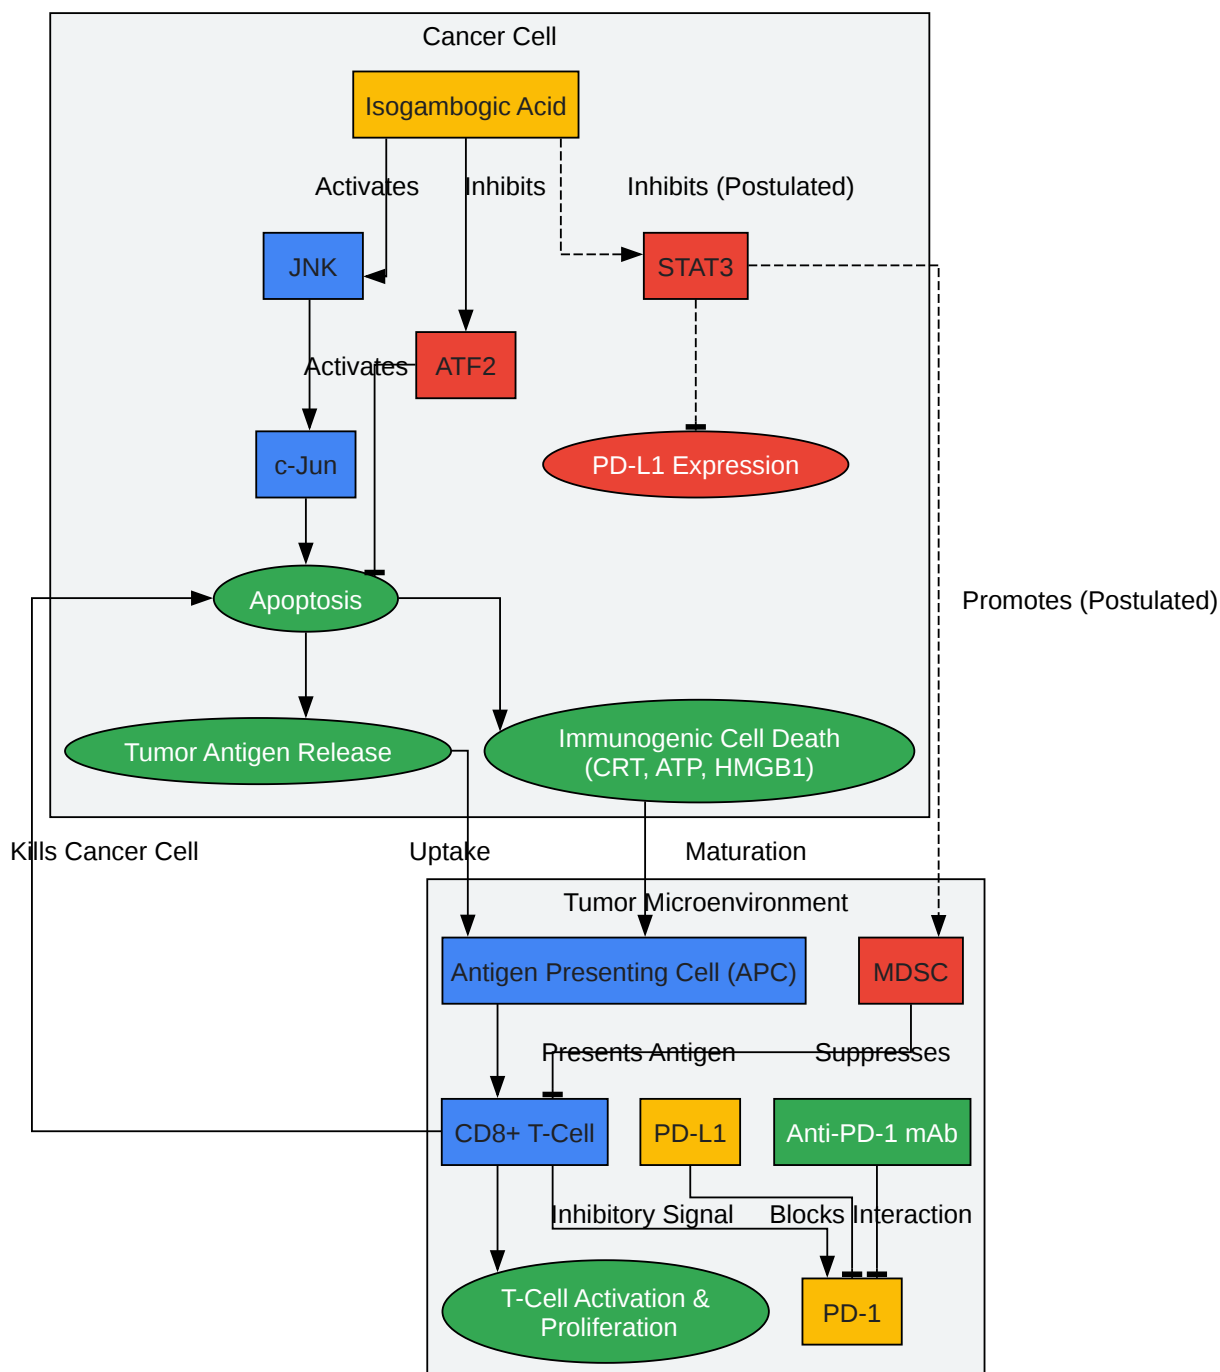 Cancer Cell
Isogambogic Acid
Activates
Inhibits
Inhibits (Postulated)
JNK
STAT3
Activates
ATF2
c-Jun
PD-L1 Expression
Apoptosis
Promotes (Postulated)
Tumor Antigen Release
Immunogenic Cell Death
(CRT, ATP, HMGB1)
Kills Cancer Cell
Uptake
Maturation
Tumor Microenvironment
Antigen Presenting Cell (APC)
MDSC
Presents Antigen
Suppresses
CD8+ T-Cell
PD-L1
Anti-PD-1 mAb
Inhibitory Signal
Blocks Interaction
T-Cell Activation &
Proliferation
PD-1